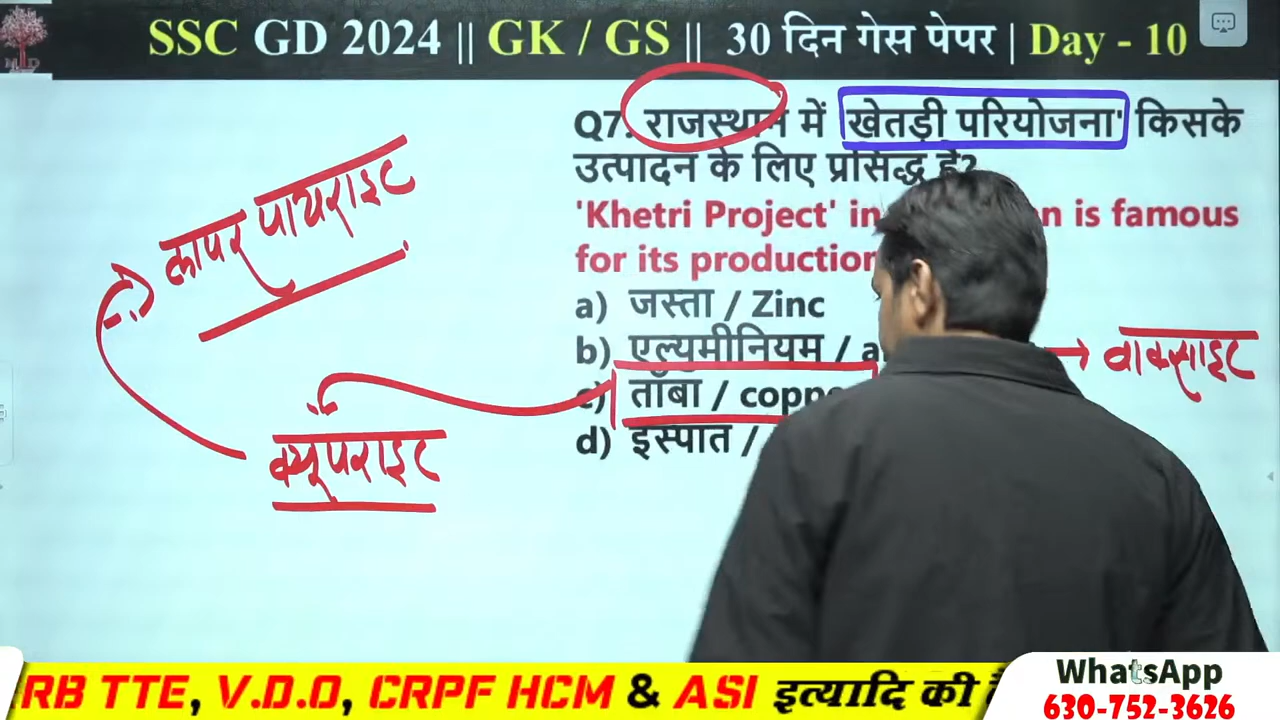 SSC GD 2024 || GK / GS || 30 दिन गेस पेपर | Day - 10
Q7. राजस्थान में 'खेतड़ी परियोजना' किसके
उत्पादन के लिए प्रसिद्ध है?
'Khetri Project' in is famous
for its production
a) जस्ता / Zinc
b) एल्युमीनियम /
c) ताँबा /
d) इस्पात /
कापर पायराइट
क्यूपराइट
वाक्साइट
TTE, V.D.O, CRPF HCM & ASI इत्यादि की
WhatsApp
630-752-3626